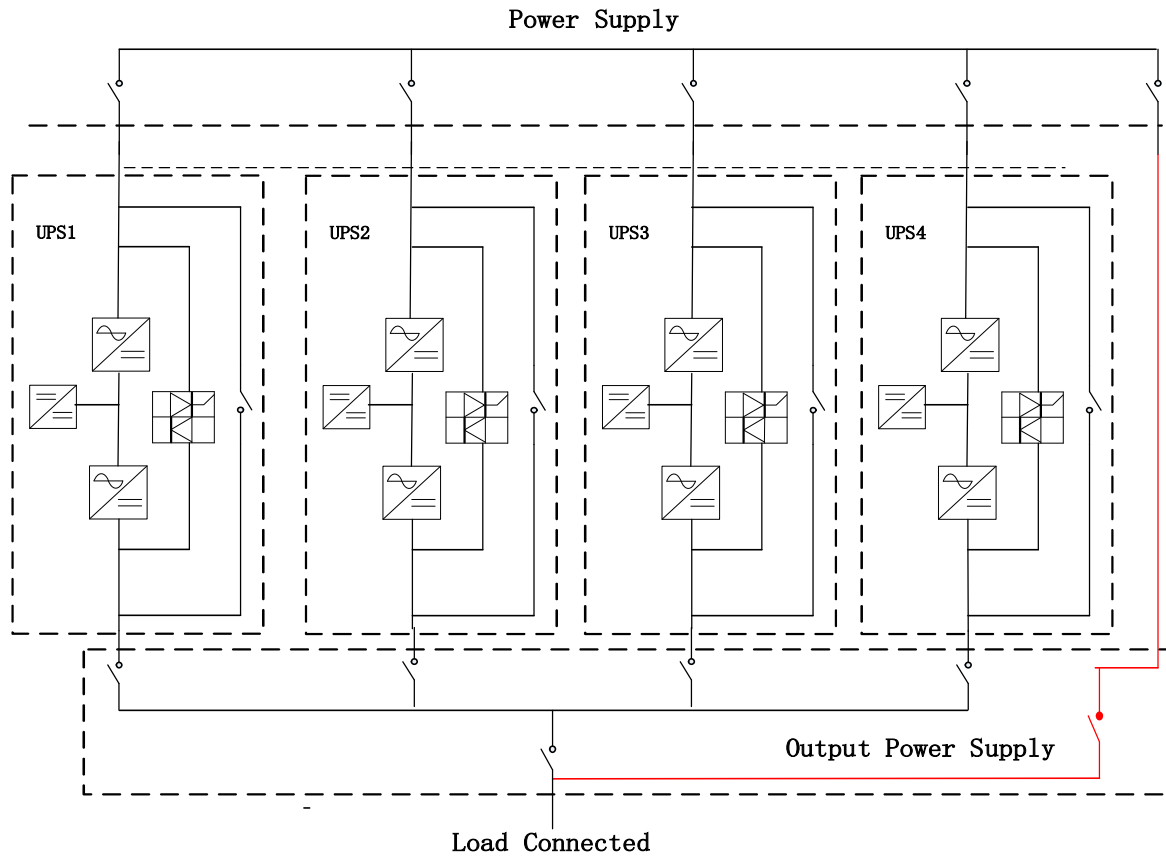 Power Supply
UPS1
UPS2
UPS3
UPS4
Output Power Supply
Load Connected